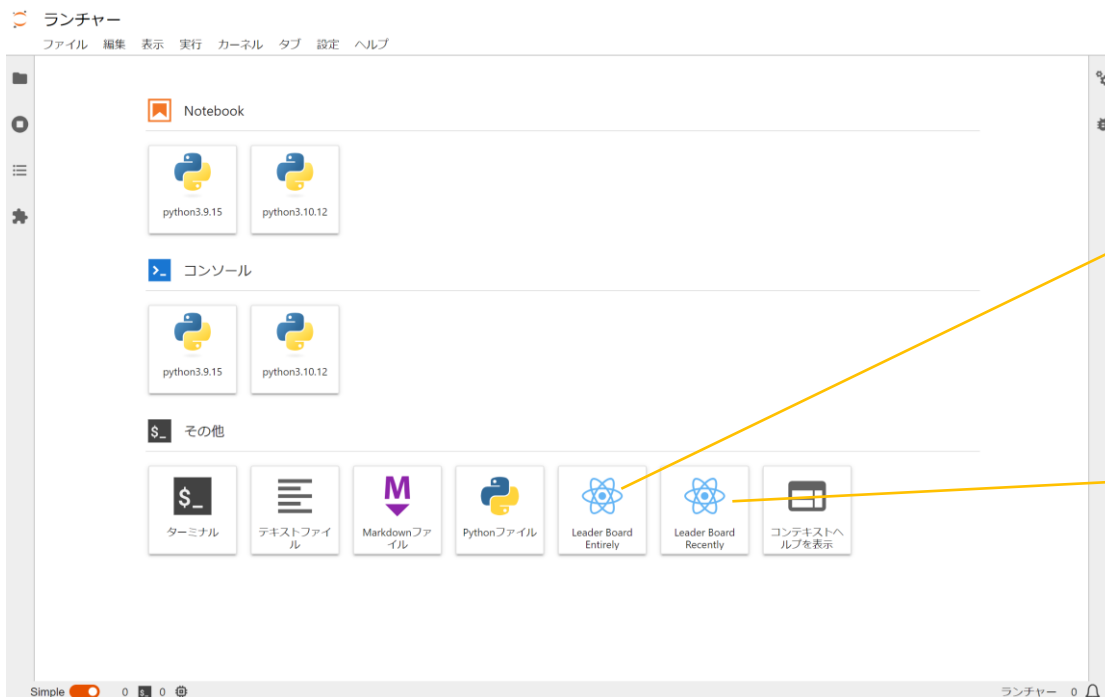 ランチャー
ファイル 編集 表示 実行 カーネル タブ 設定 ヘルプ
Notebook
python3.9.15 python3.10.12
コンソール
python3.9.15 python3.10.12
$_ その他
$_
M
ターミナル
テキストファイ
ル
Markdownファ
イル
Pythonファイル
Leader Board
Entirely
Leader Board
Recently
コンテキストヘ
ルプを表示
Simple 0 $_ 0
ランチャー 0